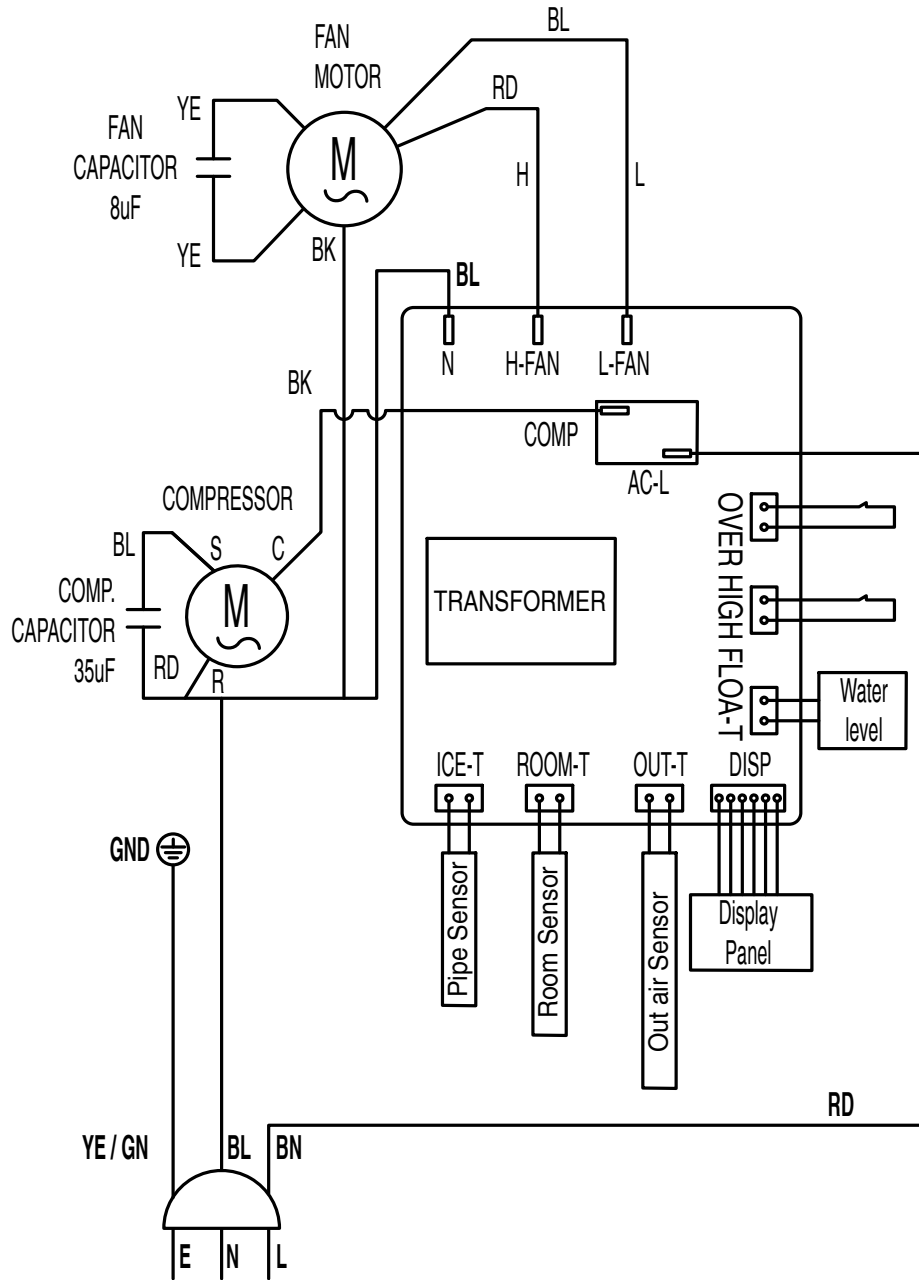 FAN
MOTOR
BL
RD
YE
FAN
CAPACITOR
8uF
M
H
L
YE
BK
BL
N
H-FAN
L-FAN
BK
COMP
AC-L
COMPRESSOR
BL
S
C
COMP.
CAPACITOR
35uF
M
RD
R
TRANSFORMER
OVER HIGH FLOA-T
Water
level
ICE-T
ROOM-T
OUT-T
DISP
GND
Pipe Sensor
Room Sensor
Out air Sensor
Display
Panel
RD
YE / GN
BL
BN
E
N
L